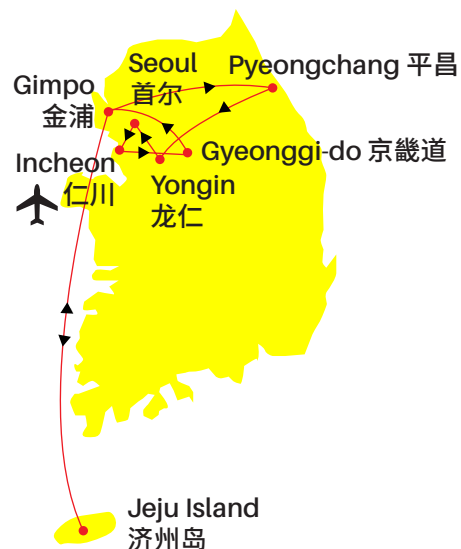 Seoul
首尔
Pyeongchang 平昌
Gimpo
金浦
Incheon
仁川
Gyeonggi-do 京畿道
Yongin
龙仁
Jeju Island
济州岛